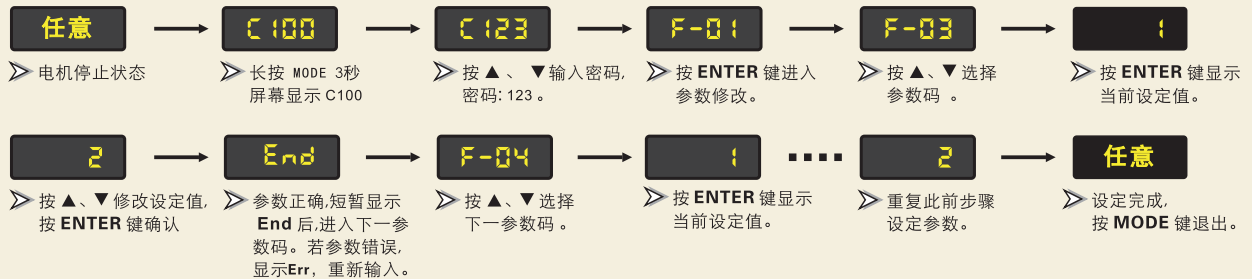 任意
C100
C123
F-01
F-03
1
电机停止状态
长按 MODE 3秒
屏幕显示 C100
按 ▲ 、 ▼输入密码,
密码: 123 。
按 ENTER 键进入
参数修改。
按 ▲、▼ 选择
参数码 。
按 ENTER 键显示
当前设定值。
2
End
F-04
1
2
任意
按 ▲、▼ 修改设定值,
按 ENTER 键确认
参数正确,短暂显示
End 后,进入下一参
数码。若参数错误,
显示Err，重新输入。
按 ▲、▼ 选择
下一参数码 。
按 ENTER 键显示
当前设定值。
重复此前步骤
设定参数。
设定完成,
按 MODE 键退出。